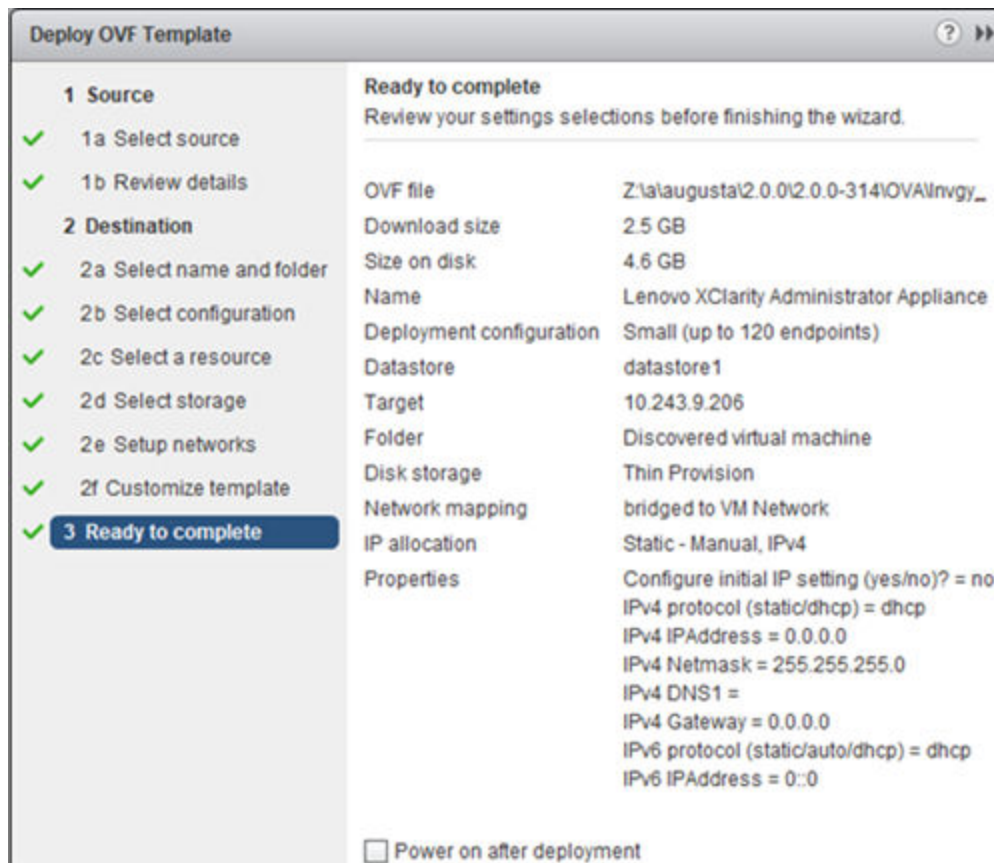 Deploy OVF Template
?
1 Source
1a Select source
1b Review details
2 Destination
2a Select name and folder
2b Select configuration
2c Select a resource
2d Select storage
2e Setup networks
2f Customize template
3 Ready to complete
Ready to complete
Review your settings selections before finishing the wizard.
OVF file Z:\a\augusta\2.0.0\2.0.0-314\OVA\lnvgy_
Download size 2.5 GB
Size on disk 4.6 GB
Name Lenovo XClarity Administrator Appliance
Deployment configuration Small (up to 120 endpoints)
Datastore datastore1
Target 10.243.9.206
Folder Discovered virtual machine
Disk storage Thin Provision
Network mapping bridged to VM Network
IP allocation Static - Manual, IPv4
Properties Configure initial IP setting (yes/no)? = no
IPv4 protocol (static/dhcp) = dhcp
IPv4 IPAddress = 0.0.0.0
IPv4 Netmask = 255.255.255.0
IPv4 DNS1 =
IPv4 Gateway = 0.0.0.0
IPv6 protocol (static/auto/dhcp) = dhcp
IPv6 IPAddress = 0::0
Power on after deployment